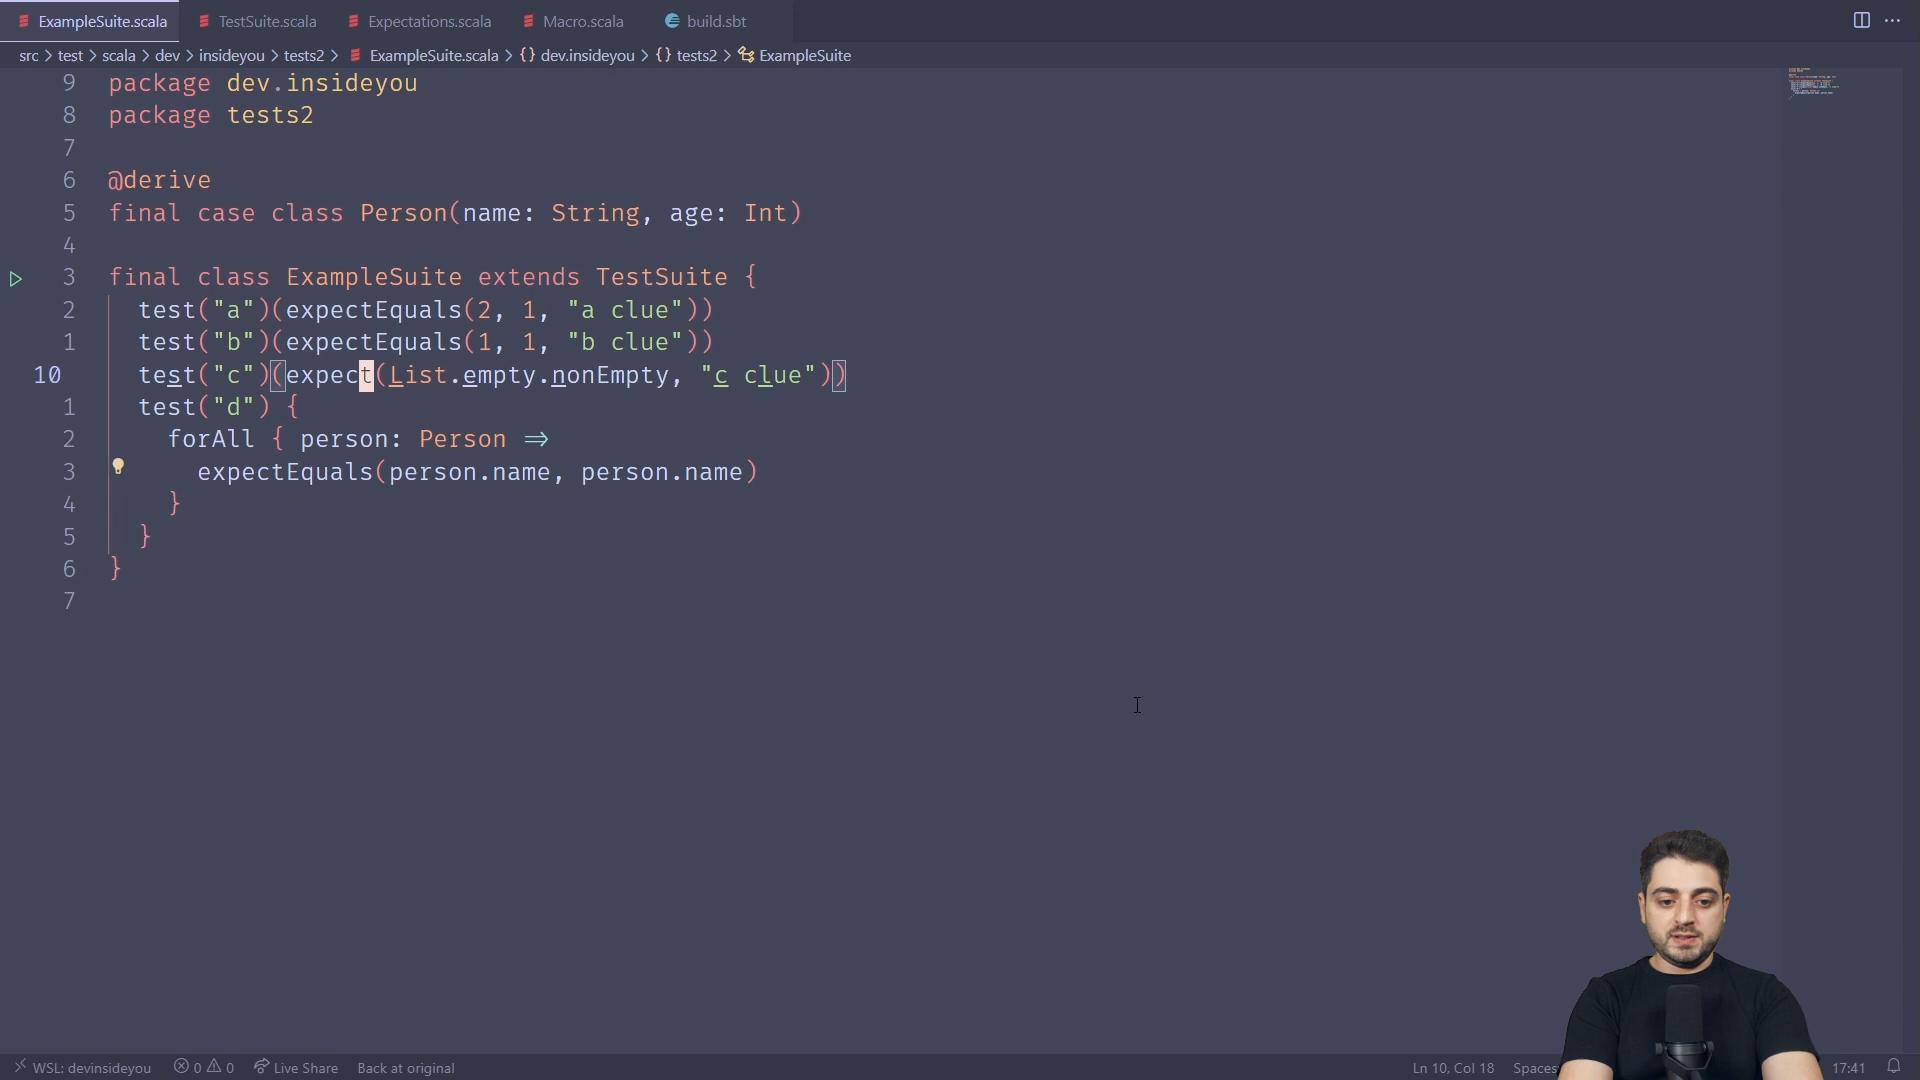 ExampleSuite.scala TestSuite.scala Expectations.scala Macro.scala build.sbt
src > test > scala > dev > insideyou > tests2 > ExampleSuite.scala > {} dev.insideyou > {} tests2 > ExampleSuite
9 package dev.insideyou
8 package tests2
7
6 @derive
5 final case class Person(name: String, age: Int)
4
3 final class ExampleSuite extends TestSuite {
2 test("a")(expectEquals(2, 1, "a clue"))
1 test("b")(expectEquals(1, 1, "b clue"))
10 test("c")(expect(List.empty.nonEmpty, "c clue"))
1 test("d") {
2 forAll { person: Person ⇒
3 expectEquals(person.name, person.name)
4 }
5 }
6 }
7
WSL: devinsideyou 0 0 Live Share Back at original Ln 10, Col 18 Spaces 17:41